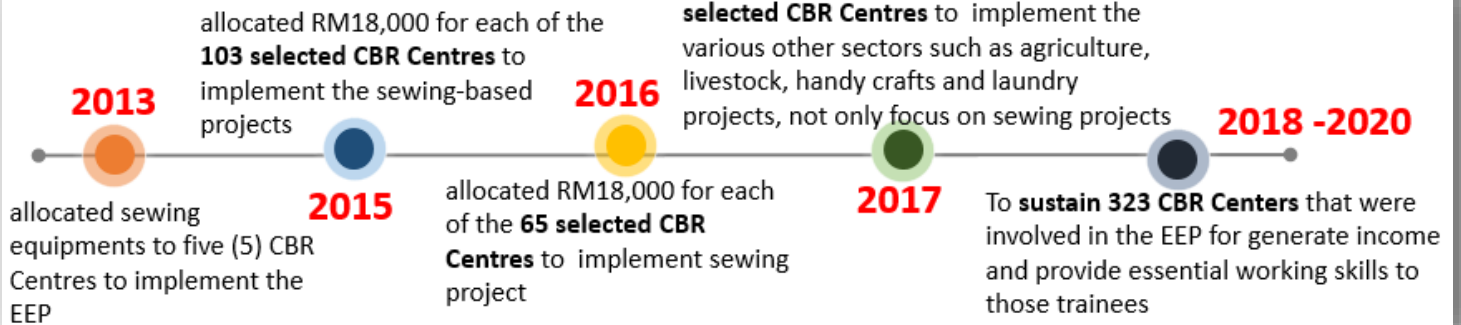 2013
allocated sewing
equipments to five (5) CBR
Centres to implement the
EEP
allocated RM18,000 for each of the
103 selected CBR Centres to
implement the sewing-based
projects
2015
2016
allocated RM18,000 for each
of the 65 selected CBR
Centres to implement sewing
project
selected CBR Centres to implement the
various other sectors such as agriculture,
livestock, handy crafts and laundry
projects, not only focus on sewing projects
2017
2018 -2020
To sustain 323 CBR Centers that were
involved in the EEP for generate income
and provide essential working skills to
those trainees